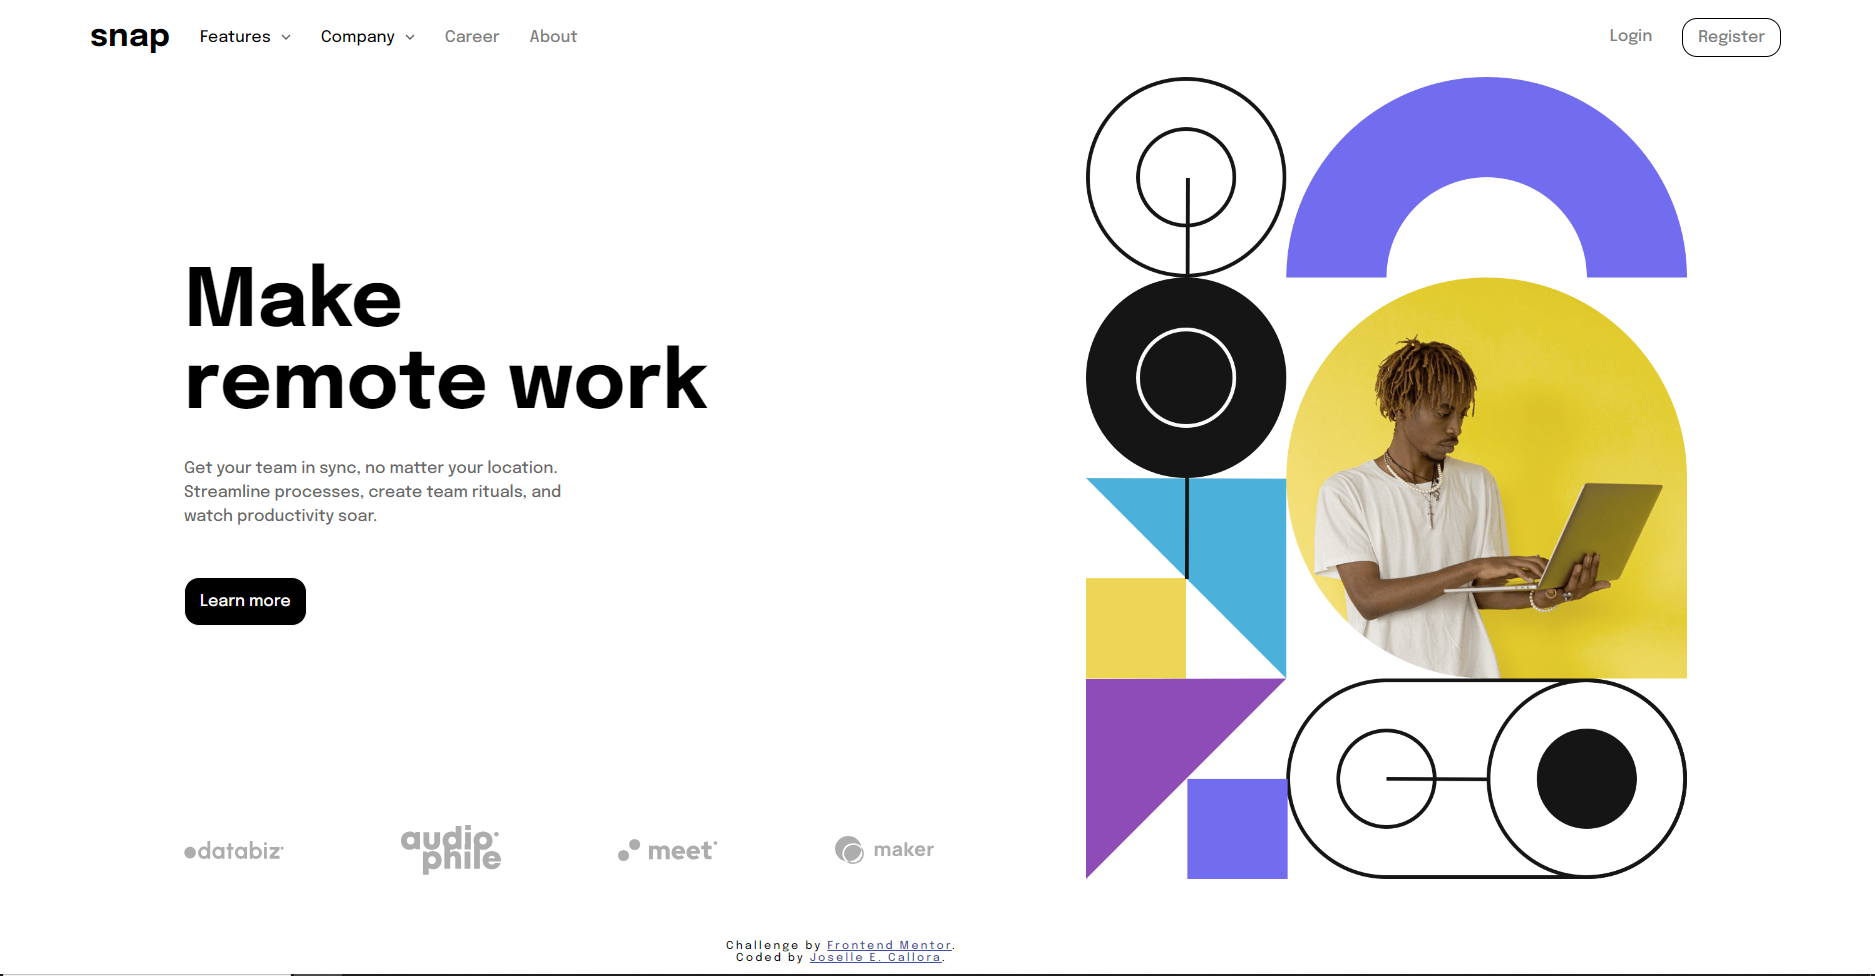 snap Features Company Career About Login Register
Make
remote work
Get your team in sync, no matter your location.
Streamline processes, create team rituals, and
watch productivity soar.
Learn more
databiz audio phile meet maker
Challenge by Frontend Mentor.
Coded by Joselle E. Callora.